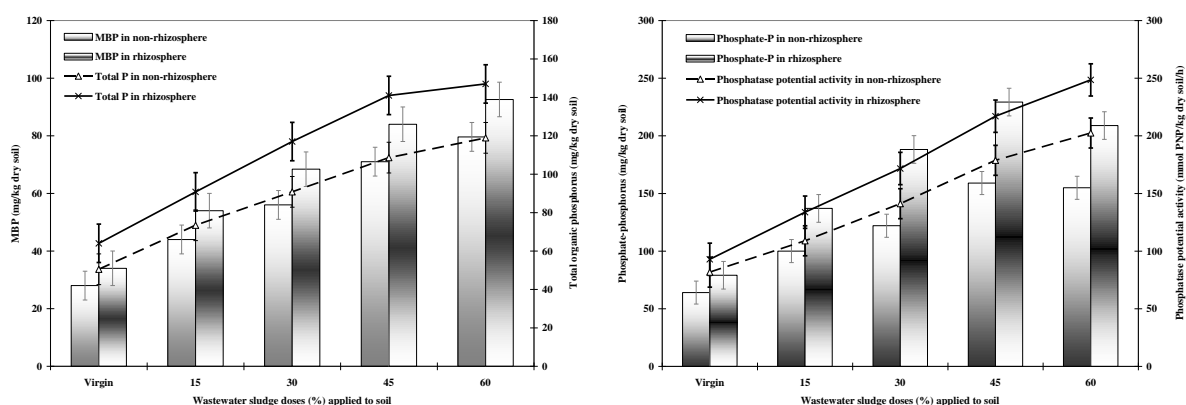 120
100
80
60
40
20
0
MBP (mg/kg dry soil)
MBP in non-rhizosphere
MBP in rhizosphere
Total P in non-rhizosphere
Total P in rhizosphere
180
160
140
120
100
80
60
40
20
0
Total organic phosphorus (mg/kg dry soil)
Virgin 15 30 45 60
Wastewater sludge doses (%) applied to soil
300
250
200
150
100
50
0
Phosphate-phosphorus (mg/kg dry soil)
Phosphate-P in non-rhizosphere
Phosphate-P in rhizosphere
Phosphatase potential activity in non-rhizosphere
Phosphatase potential activity in rhizosphere
300
250
200
150
100
50
0
Phosphatase potential activity (mmol PNP/kg dry soil/h)
Virgin 15 30 45 60
Wastewater sludge doses (%) applied to soil